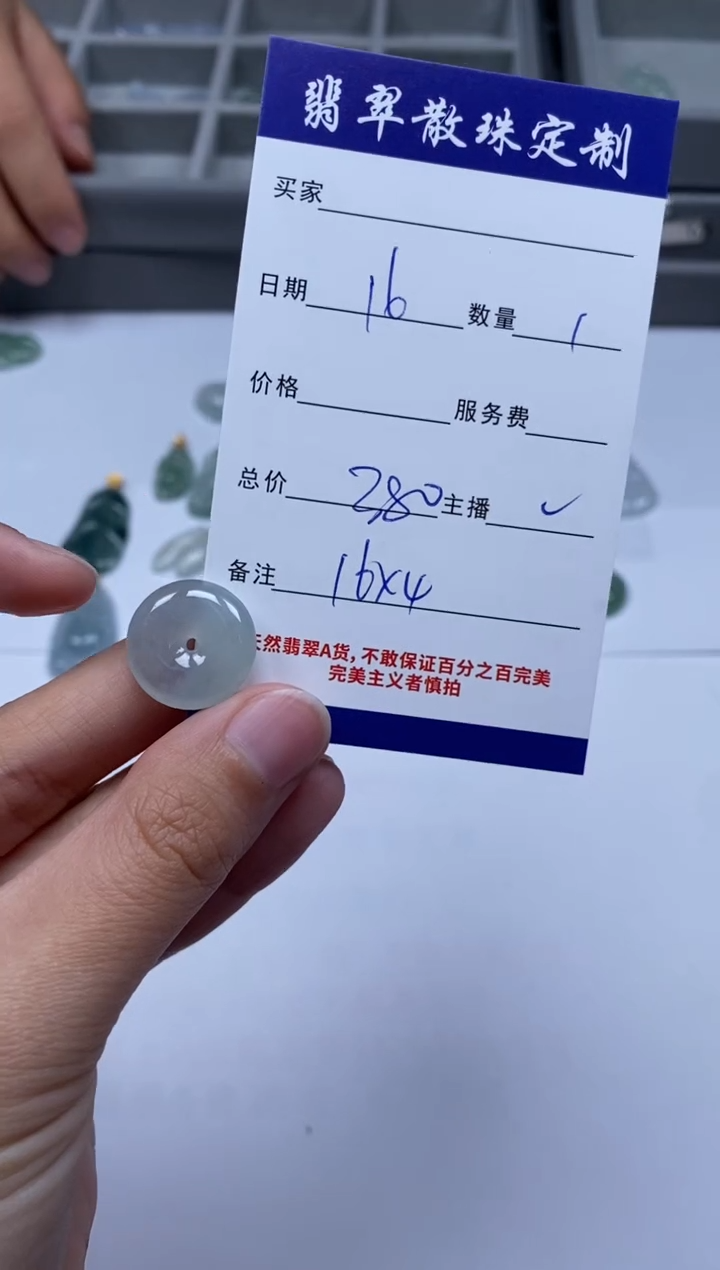 翡翠散珠定制
买家
日期 16 数量 1
价格 服务费
总价 280 主播 ✓
备注 16×4
天然翡翠A货,不敢保证百分之百完美
完美主义者慎拍